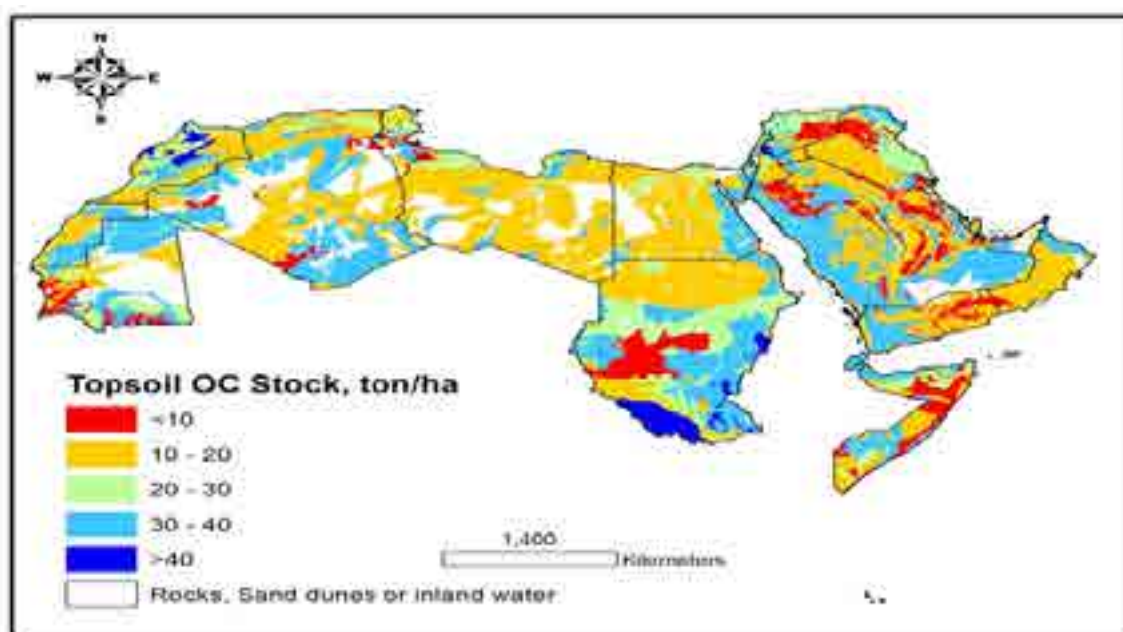 N
W E
S
Topsoil OC Stock, ton/ha
<10
10 - 20
20 - 30
30 - 40
>40
Rocks, Sand dunes or inland water
1,400
Kilometers